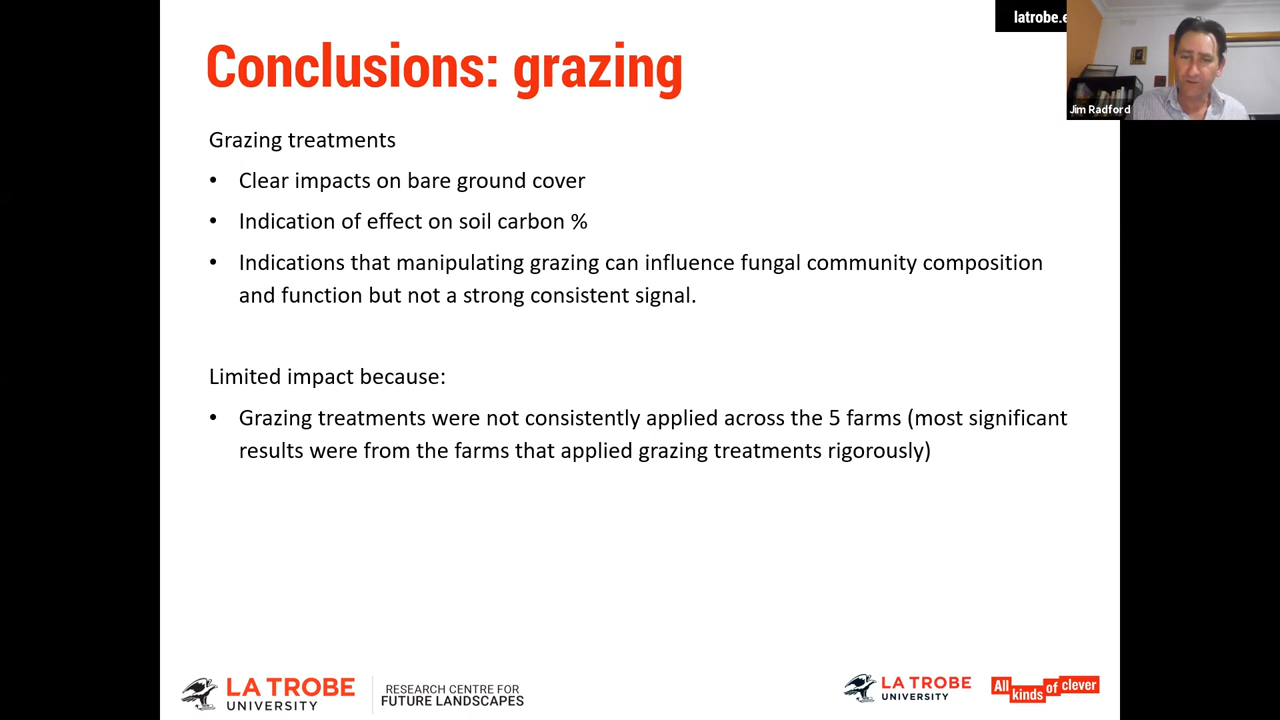 latrobe.e
Jim Radford
Conclusions: grazing
Grazing treatments
• Clear impacts on bare ground cover
• Indication of effect on soil carbon %
• Indications that manipulating grazing can influence fungal community composition
and function but not a strong consistent signal.
Limited impact because:
• Grazing treatments were not consistently applied across the 5 farms (most significant
results were from the farms that applied grazing treatments rigorously)
LA TROBE
UNIVERSITY
RESEARCH CENTRE FOR
FUTURE LANDSCAPES
LA TROBE
UNIVERSITY
All kinds of clever